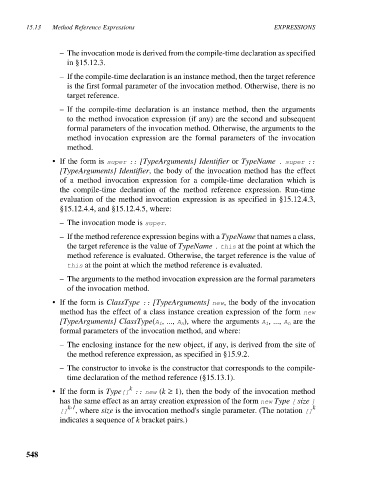 15.13 Method Reference Expressions EXPRESSIONS
– The invocation mode is derived from the compile-time declaration as specified
in §15.12.3.
– If the compile-time declaration is an instance method, then the target reference
is the first formal parameter of the invocation method. Otherwise, there is no
target reference.
– If the compile-time declaration is an instance method, then the arguments
to the method invocation expression (if any) are the second and subsequent
formal parameters of the invocation method. Otherwise, the arguments to the
method invocation expression are the formal parameters of the invocation
method.
• If the form is super :: [TypeArguments] Identifier or TypeName . super ::
[TypeArguments] Identifier, the body of the invocation method has the effect
of a method invocation expression for a compile-time declaration which is
the compile-time declaration of the method reference expression. Run-time
evaluation of the method invocation expression is as specified in §15.12.4.3,
§15.12.4.4, and §15.12.4.5, where:
– The invocation mode is super.
– If the method reference expression begins with a TypeName that names a class,
the target reference is the value of TypeName . this at the point at which the
method reference is evaluated. Otherwise, the target reference is the value of
this at the point at which the method reference is evaluated.
– The arguments to the method invocation expression are the formal parameters
of the invocation method.
• If the form is ClassType :: [TypeArguments] new, the body of the invocation
method has the effect of a class instance creation expression of the form new
[TypeArguments] ClassType(A₁, ..., Aₙ), where the arguments A₁, ..., Aₙ are the
formal parameters of the invocation method, and where:
– The enclosing instance for the new object, if any, is derived from the site of
the method reference expression, as specified in §15.9.2.
– The constructor to invoke is the constructor that corresponds to the compile-
time declaration of the method reference (§15.13.1).
• If the form is Type[]ᵏ :: new (k ≥ 1), then the body of the invocation method
has the same effect as an array creation expression of the form new Type [ size ]
[]ᵏ⁻¹, where size is the invocation method's single parameter. (The notation []ᵏ
indicates a sequence of k bracket pairs.)
548